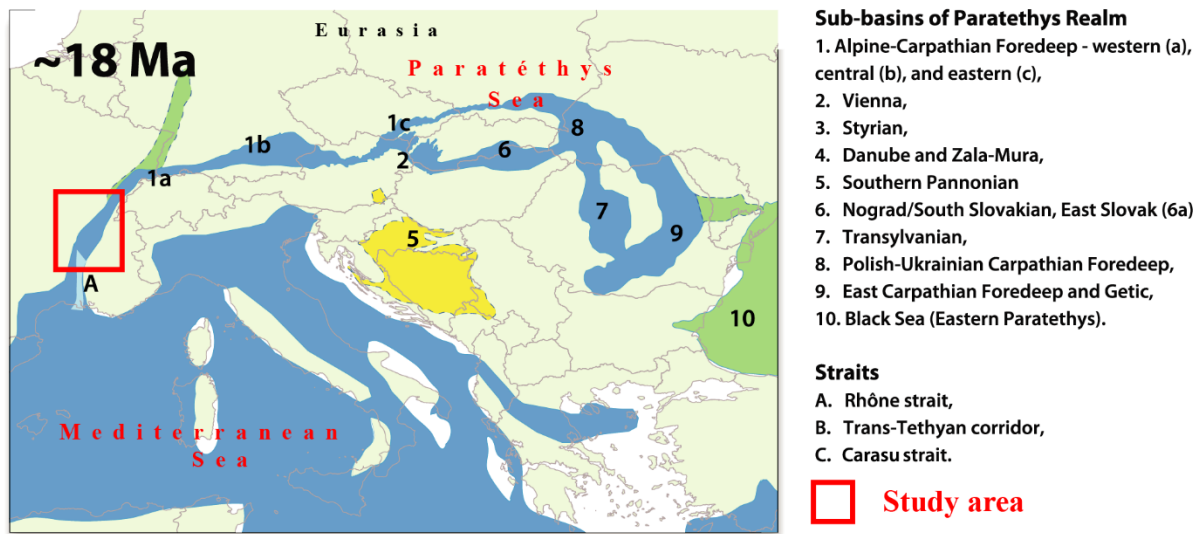 Eurasia
~18 Ma
Paratéthys
Sea
1c
1b
8
2
6
1a
7
9
5
A
10
Mediterranean
Sea
Sub-basins of Paratethys Realm
1. Alpine-Carpathian Foredeep - western (a),
central (b), and eastern (c),
2. Vienna,
3. Styrian,
4. Danube and Zala-Mura,
5. Southern Pannonian
6. Nograd/South Slovakian, East Slovak (6a)
7. Transylvanian,
8. Polish-Ukrainian Carpathian Foredeep,
9. East Carpathian Foredeep and Getic,
10. Black Sea (Eastern Paratethys).
Straits
A. Rhône strait,
B. Trans-Tethyan corridor,
C. Carasu strait.
Study area